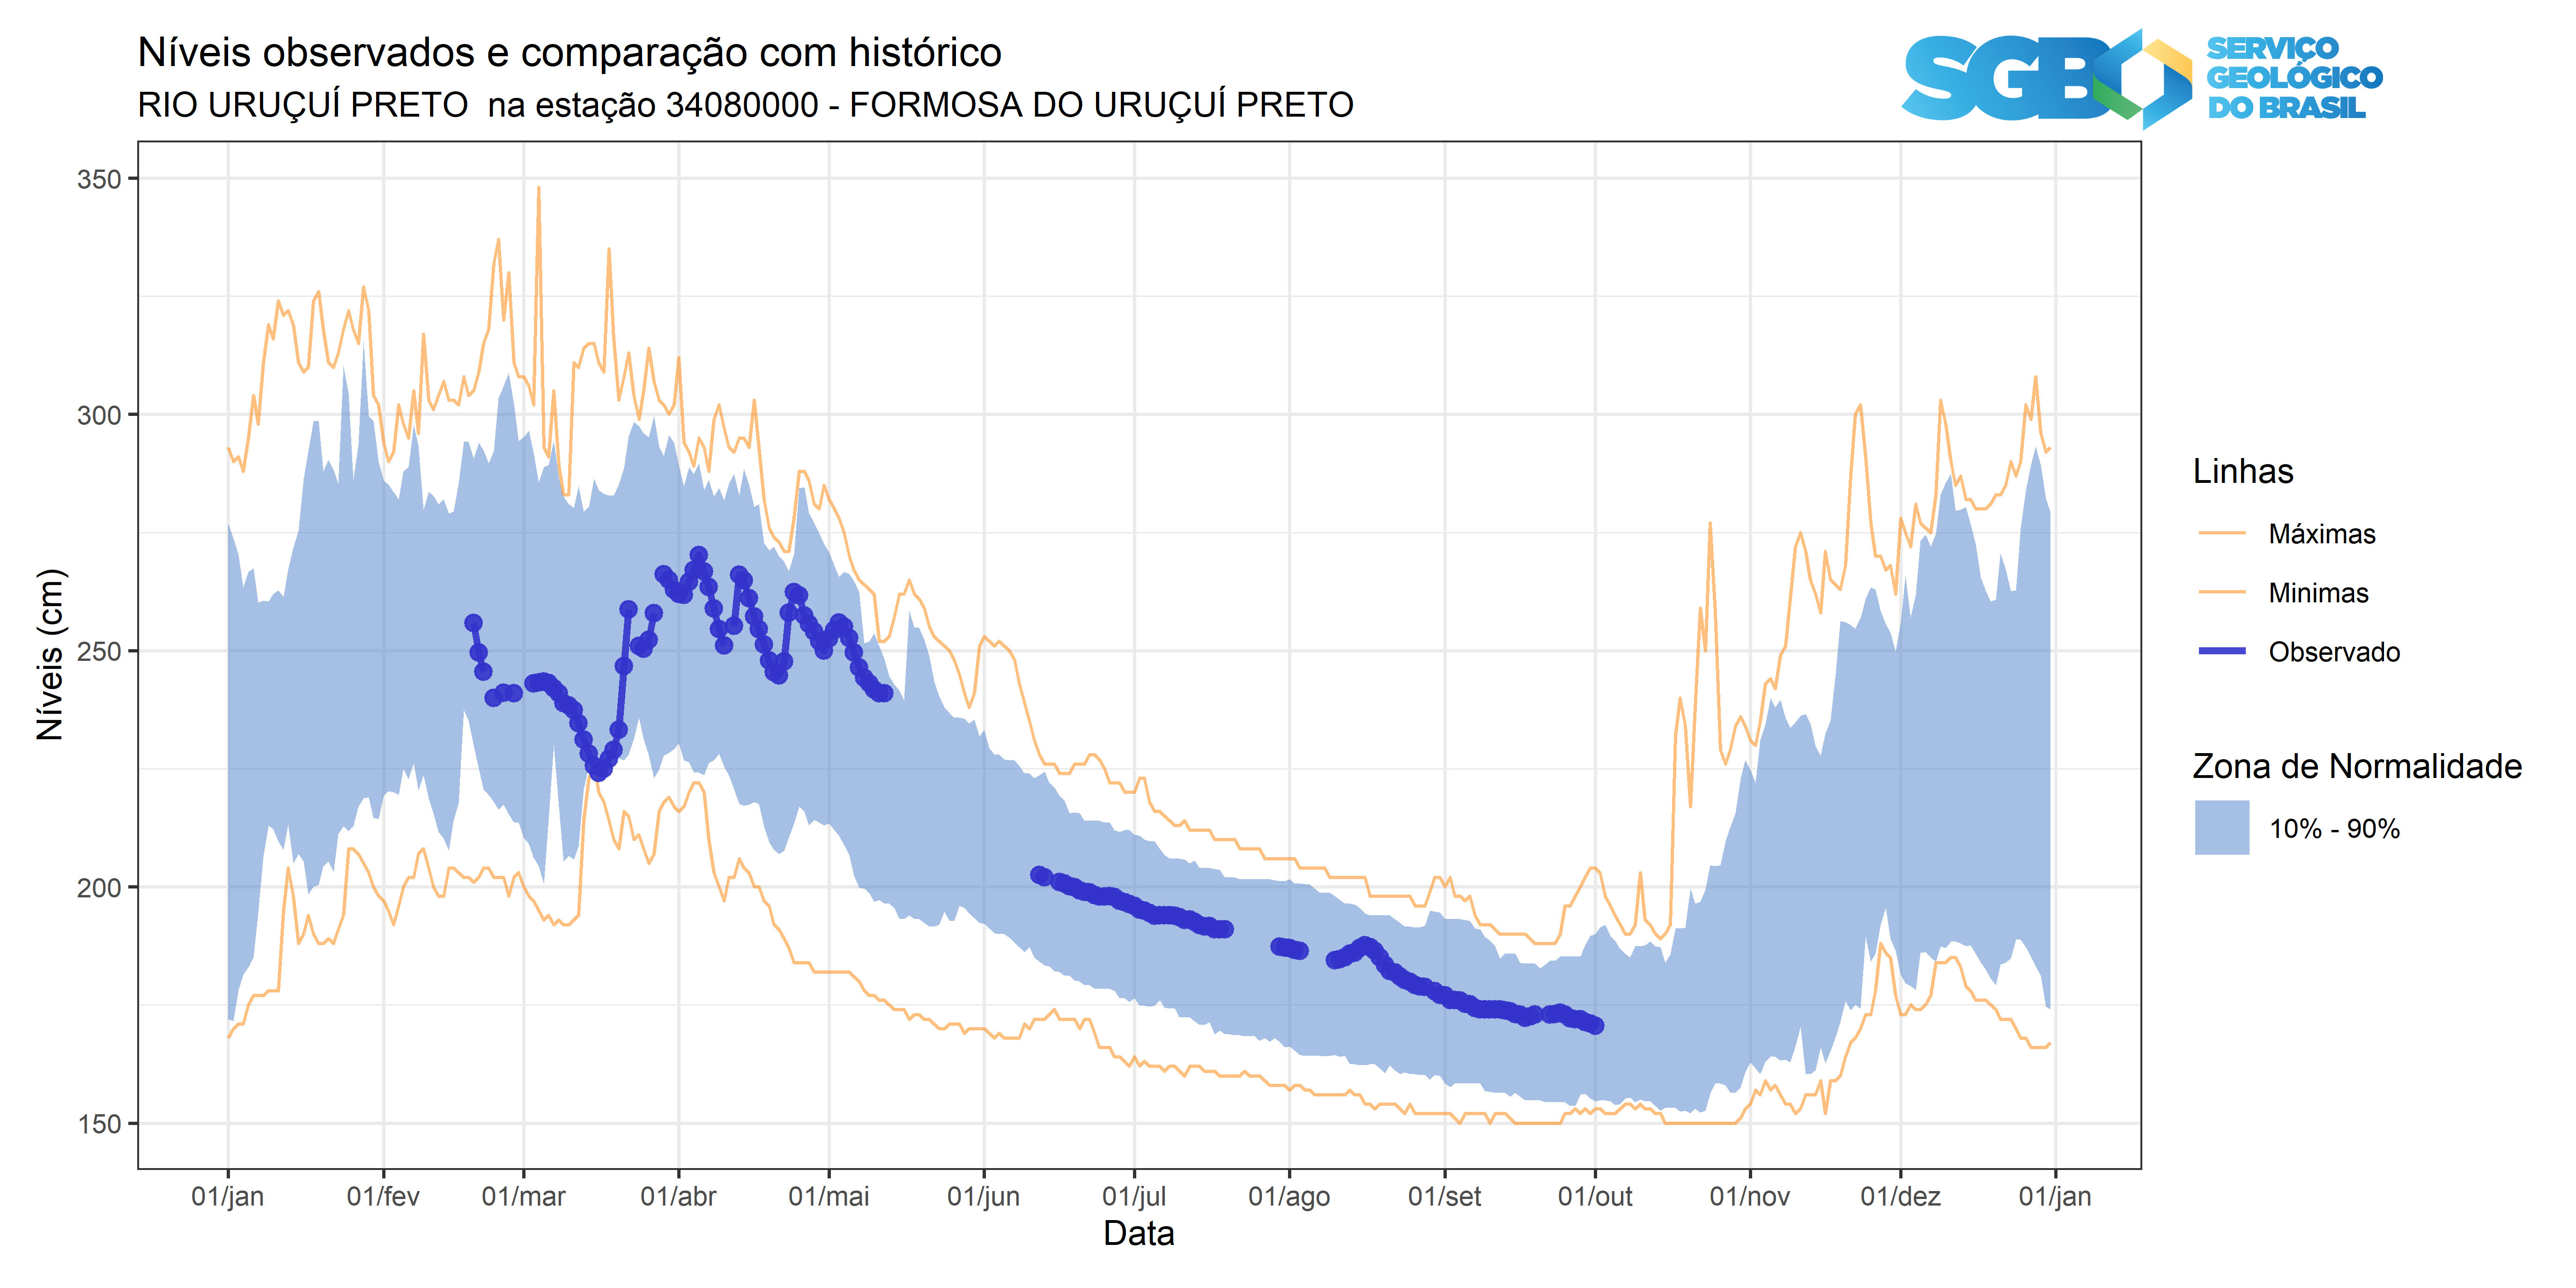 Níveis observados e comparação com histórico
RIO URUÇUÍ PRETO  na estação 34080000 - FORMOSA DO URUÇUÍ PRETO
SGB
SERVIÇO
GEOLÓGICO
DO BRASIL
350
300
250
200
150
Níveis (cm)
01/jan
01/fev
01/mar
01/abr
01/mai
01/jun
01/jul
01/ago
01/set
01/out
01/nov
01/dez
01/jan
Data
Linhas
Máximas
Minimas
Observado
Zona de Normalidade
10% - 90%